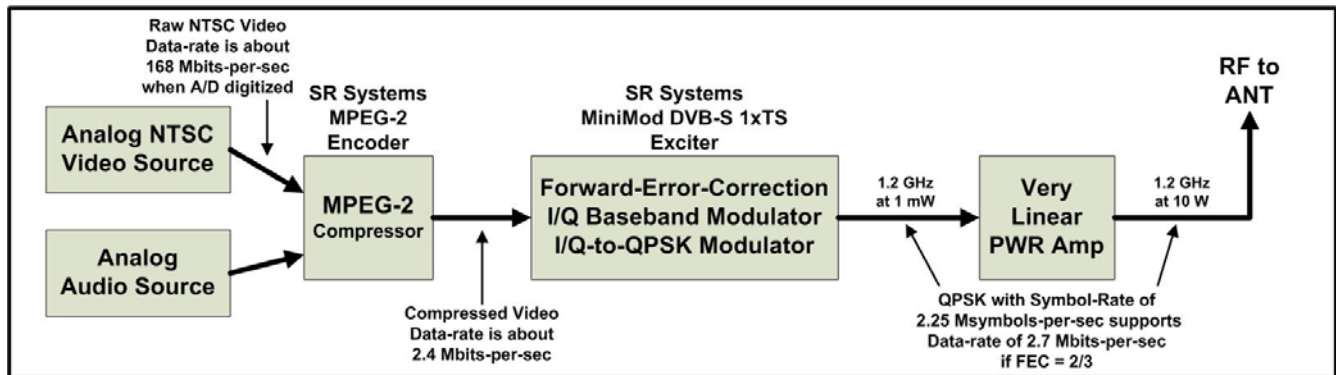 Raw NTSC Video
Data-rate is about
168 Mbits-per-sec
when A/D digitized
Analog NTSC
Video Source
Analog
Audio Source
SR Systems
MPEG-2
Encoder
MPEG-2
Compressor
Compressed Video
Data-rate is about
2.4 Mbits-per-sec
SR Systems
MiniMod DVB-S 1xTS
Exciter
Forward-Error-Correction
I/Q Baseband Modulator
I/Q-to-QPSK Modulator
1.2 GHz
at 1 mW
Very
Linear
PWR Amp
1.2 GHz
at 10 W
QPSK with Symbol-Rate of
2.25 Msymbols-per-sec supports
Data-rate of 2.7 Mbits-per-sec
if FEC = 2/3
RF to
ANT